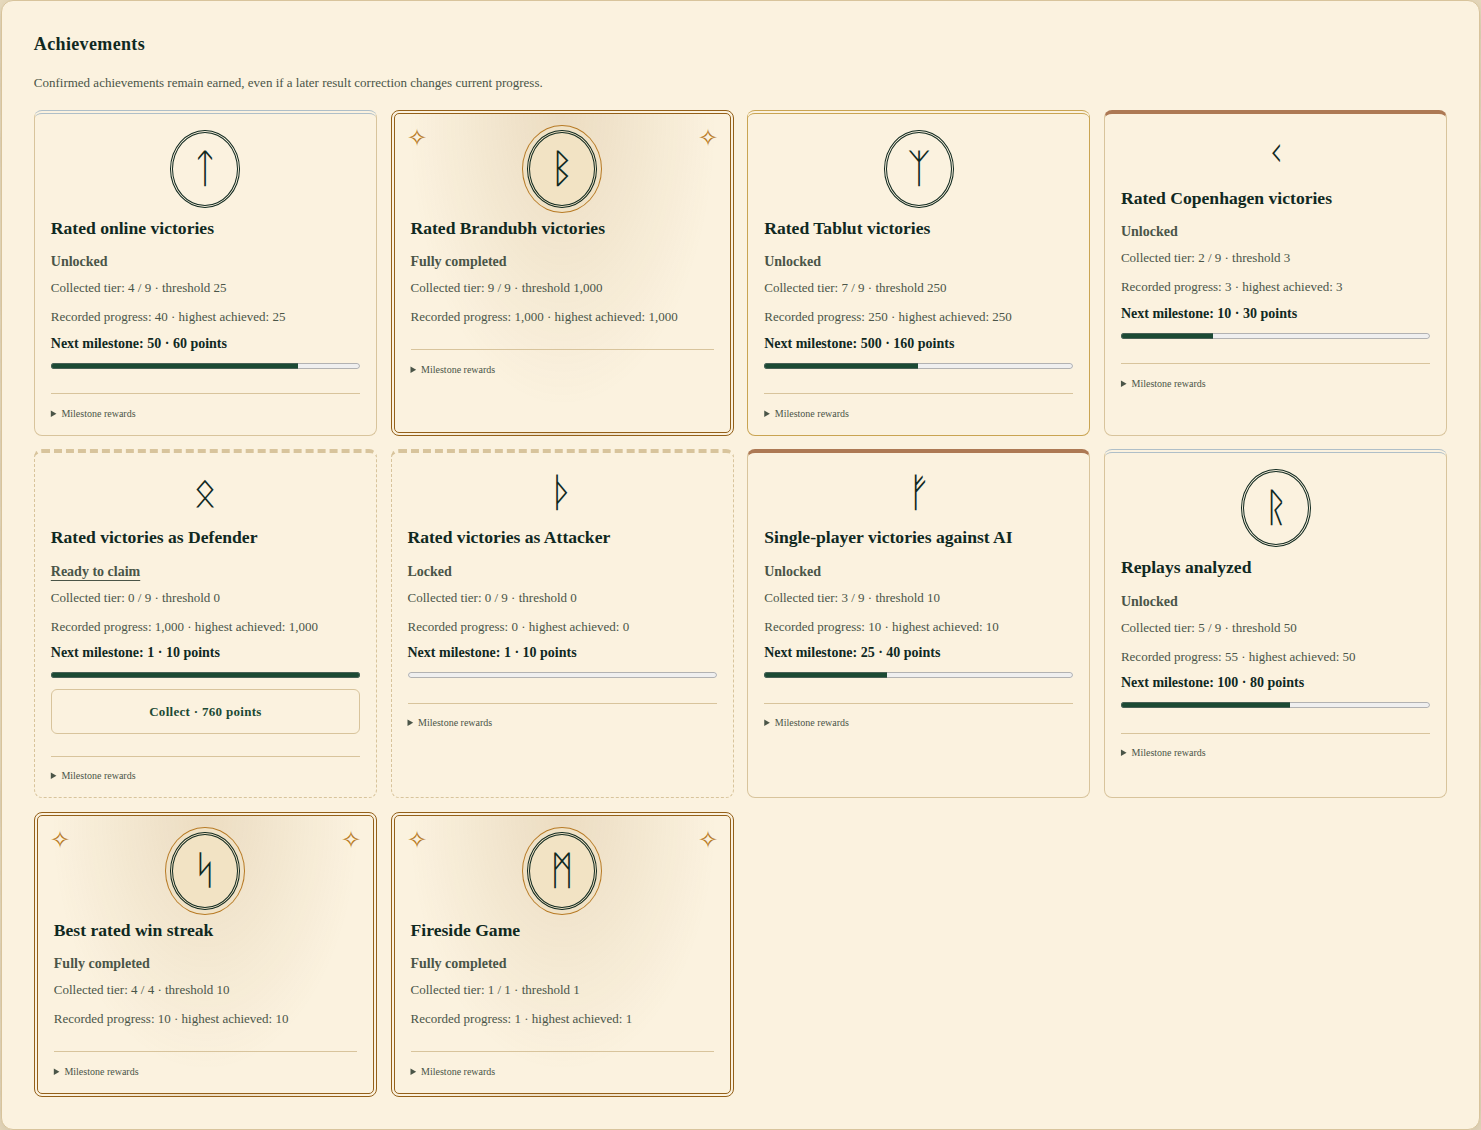 Achievements
Confirmed achievements remain earned, even if a later result correction changes current progress.
ᛏ
Rated online victories
Unlocked
Collected tier: 4 / 9 · threshold 25
Recorded progress: 40 · highest achieved: 25
Next milestone: 50 · 60 points
▶ Milestone rewards
✧ ᛒ ✧
Rated Brandubh victories
Fully completed
Collected tier: 9 / 9 · threshold 1,000
Recorded progress: 1,000 · highest achieved: 1,000
▶ Milestone rewards
ᛉ
Rated Tablut victories
Unlocked
Collected tier: 7 / 9 · threshold 250
Recorded progress: 250 · highest achieved: 250
Next milestone: 500 · 160 points
▶ Milestone rewards
ᚲ
Rated Copenhagen victories
Unlocked
Collected tier: 2 / 9 · threshold 3
Recorded progress: 3 · highest achieved: 3
Next milestone: 10 · 30 points
▶ Milestone rewards
ᛟ
Rated victories as Defender
Ready to claim
Collected tier: 0 / 9 · threshold 0
Recorded progress: 1,000 · highest achieved: 1,000
Next milestone: 1 · 10 points
Collect · 760 points
▶ Milestone rewards
ᚦ
Rated victories as Attacker
Locked
Collected tier: 0 / 9 · threshold 0
Recorded progress: 0 · highest achieved: 0
Next milestone: 1 · 10 points
▶ Milestone rewards
ᚠ
Single-player victories against AI
Unlocked
Collected tier: 3 / 9 · threshold 10
Recorded progress: 10 · highest achieved: 10
Next milestone: 25 · 40 points
▶ Milestone rewards
ᚱ
Replays analyzed
Unlocked
Collected tier: 5 / 9 · threshold 50
Recorded progress: 55 · highest achieved: 50
Next milestone: 100 · 80 points
▶ Milestone rewards
✧ ᛋ ✧
Best rated win streak
Fully completed
Collected tier: 4 / 4 · threshold 10
Recorded progress: 10 · highest achieved: 10
▶ Milestone rewards
✧ ᛗ ✧
Fireside Game
Fully completed
Collected tier: 1 / 1 · threshold 1
Recorded progress: 1 · highest achieved: 1
▶ Milestone rewards